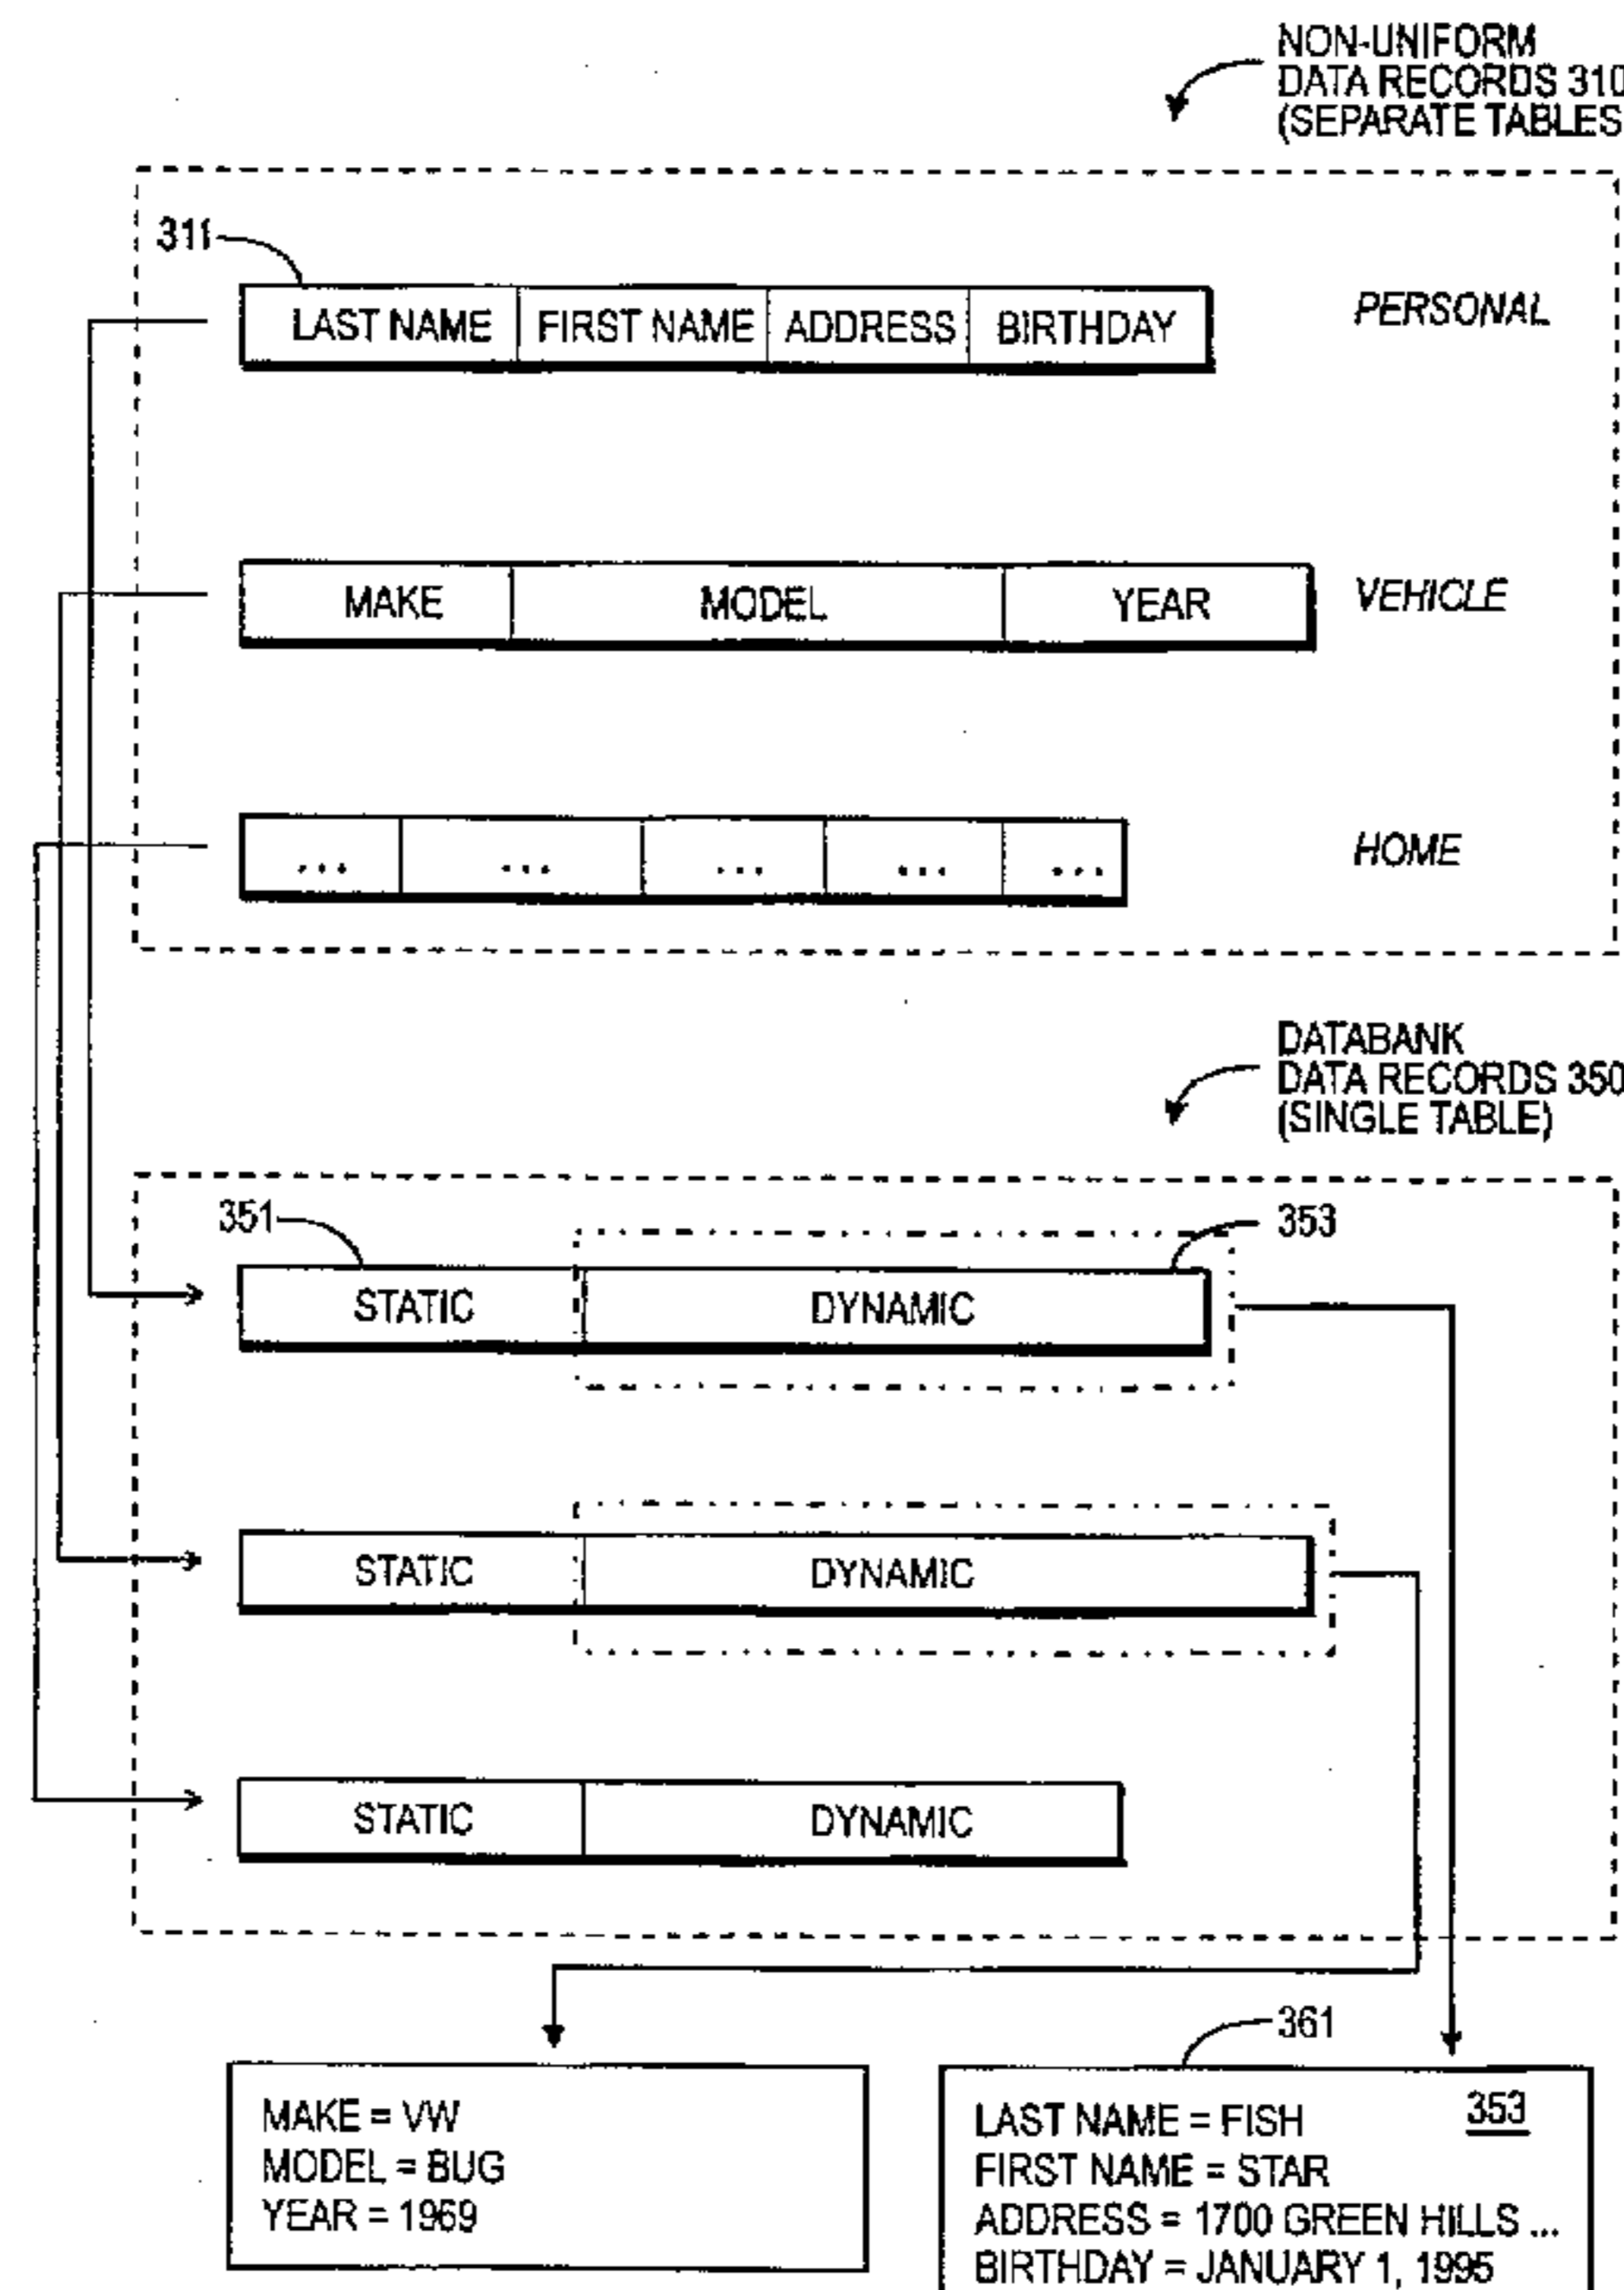 NON-UNIFORM
DATA RECORDS 310
(SEPARATE TABLES
311
LAST NAME FIRST NAME ADDRESS BIRTHDAY
PERSONAL
MAKE MODEL YEAR
VEHICLE
... ... ... ... ...
HOME
DATABANK
DATA RECORDS 350
(SINGLE TABLE)
351
353
STATIC DYNAMIC
STATIC DYNAMIC
STATIC DYNAMIC
MAKE = VW
MODEL = BUG
YEAR = 1969
361
353
LAST NAME = FISH
FIRST NAME = STAR
ADDRESS = 1700 GREEN HILLS ...
BIRTHDAY = JANUARY 1, 1995